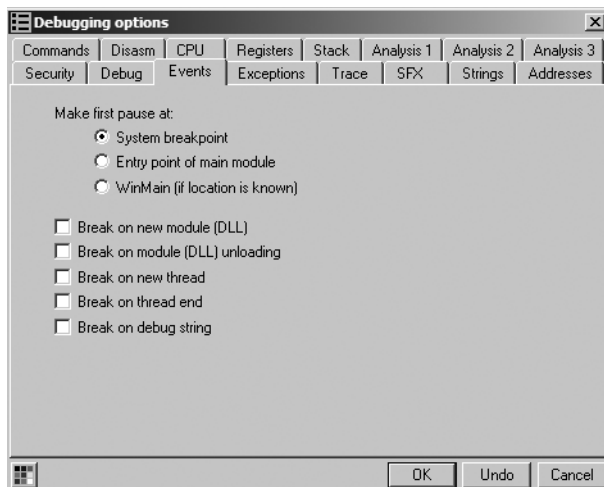 Debugging options
Commands Disasm CPU Registers Stack Analysis 1 Analysis 2 Analysis 3
Security Debug Events Exceptions Trace SFX Strings Addresses
Make first pause at:
System breakpoint
Entry point of main module
WinMain (if location is known)
Break on new module (DLL)
Break on module (DLL) unloading
Break on new thread
Break on thread end
Break on debug string
OK Undo Cancel